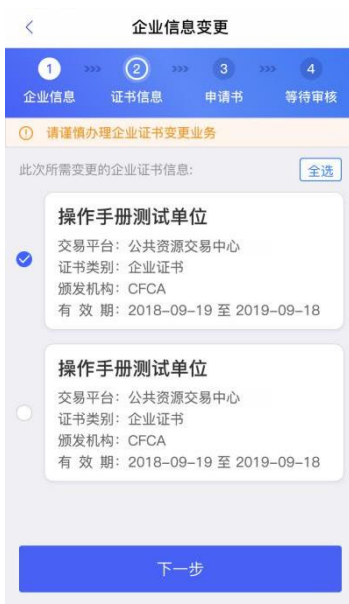 企业信息变更
1 >>> 2 >>> 3 >>> 4
企业信息 证书信息 申请书 等待审核
请谨慎办理企业证书变更业务
此次所需变更的企业证书信息: 全选
操作手册测试单位
交易平台：公共资源交易中心
证书类别：企业证书
颁发机构：CFCA
有 效 期：2018-09-19 至 2019-09-18
操作手册测试单位
交易平台：公共资源交易中心
证书类别：企业证书
颁发机构：CFCA
有 效 期：2018-09-19 至 2019-09-18
下一步